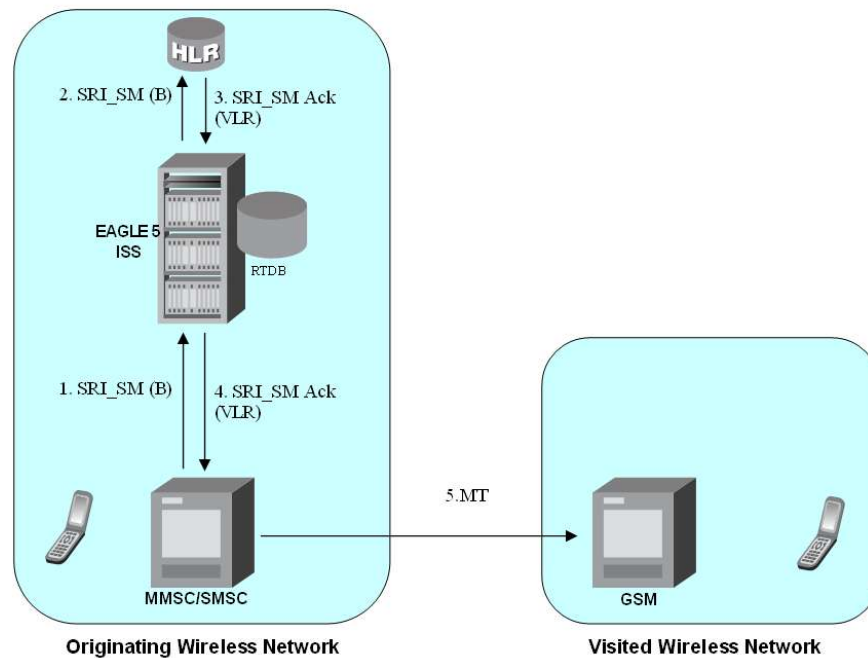 HLR
2. SRI_SM (B)
3. SRI_SM Ack
(VLR)
EAGLE 5
ISS
RTDB
1. SRI_SM (B)
4. SRI_SM Ack
(VLR)
5.MT
MMSC/SMSC
GSM
Originating Wireless Network
Visited Wireless Network